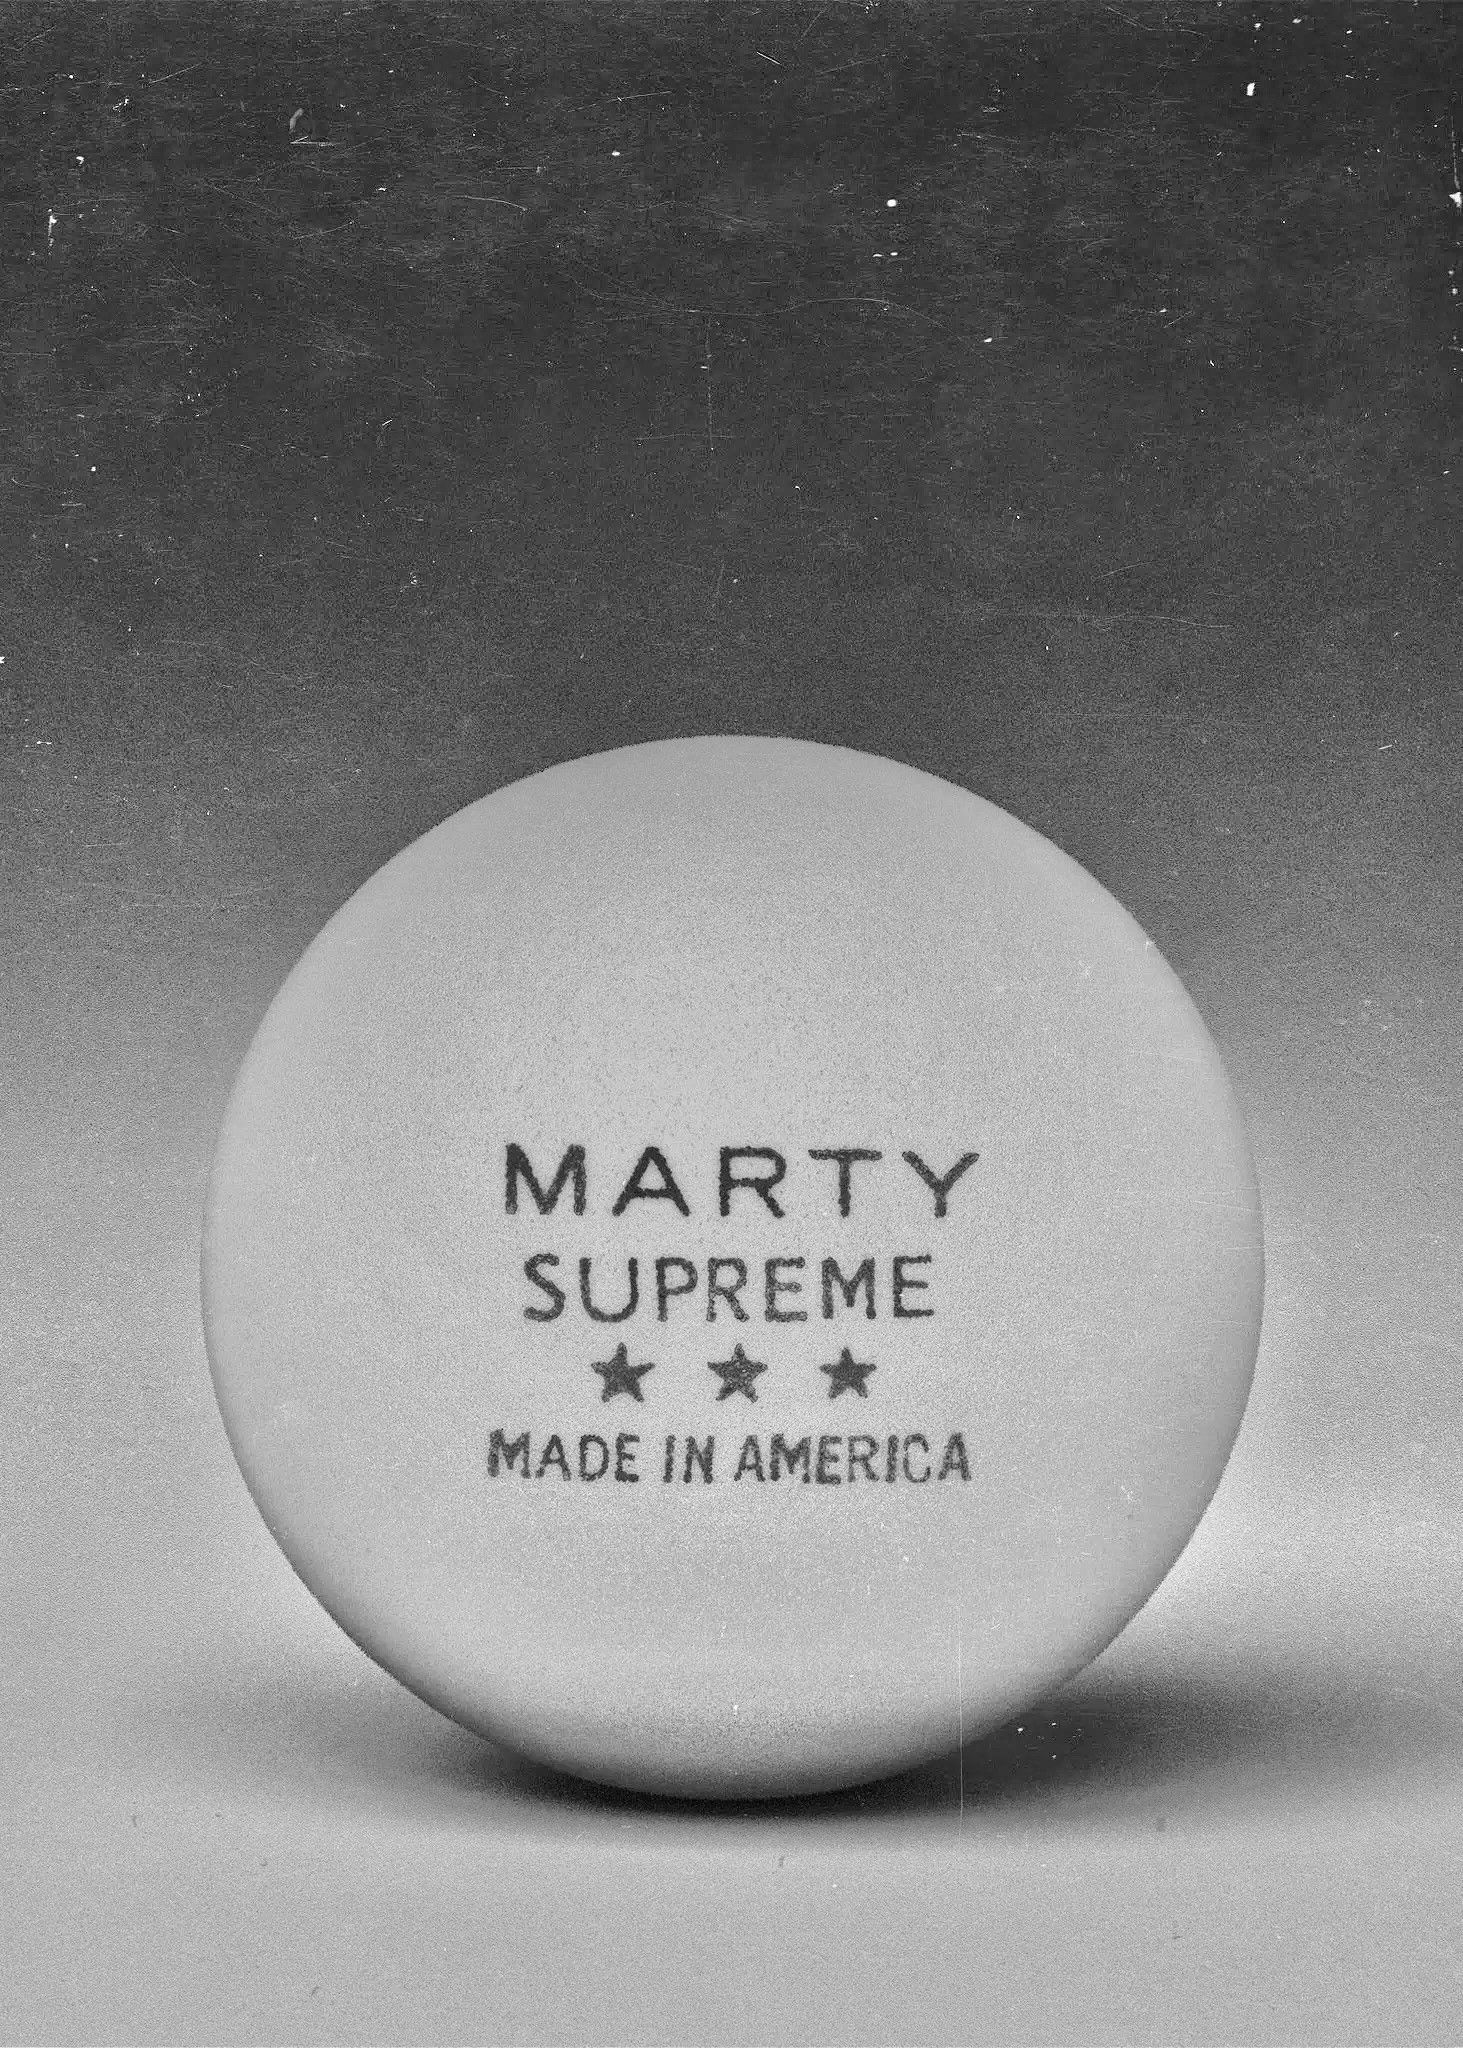 MARTY
SUPREME
★ ★ ★
MADE IN AMERICA